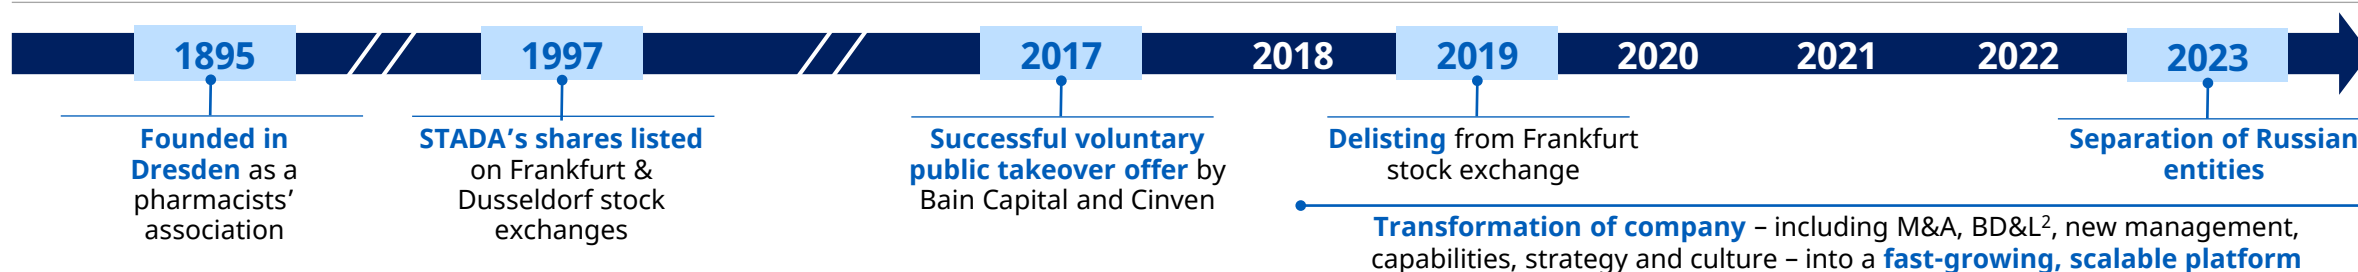 1895 1997 2017 2018 2019 2020 2021 2022 2023
Founded in
Dresden as a
pharmacists’
association
STADA’s shares listed
on Frankfurt &
Dusseldorf stock
exchanges
Successful voluntary
public takeover offer by
Bain Capital and Cinven
Delisting from Frankfurt
stock exchange
Separation of Russian
entities
Transformation of company – including M&A, BD&L², new management,
capabilities, strategy and culture – into a fast-growing, scalable platform